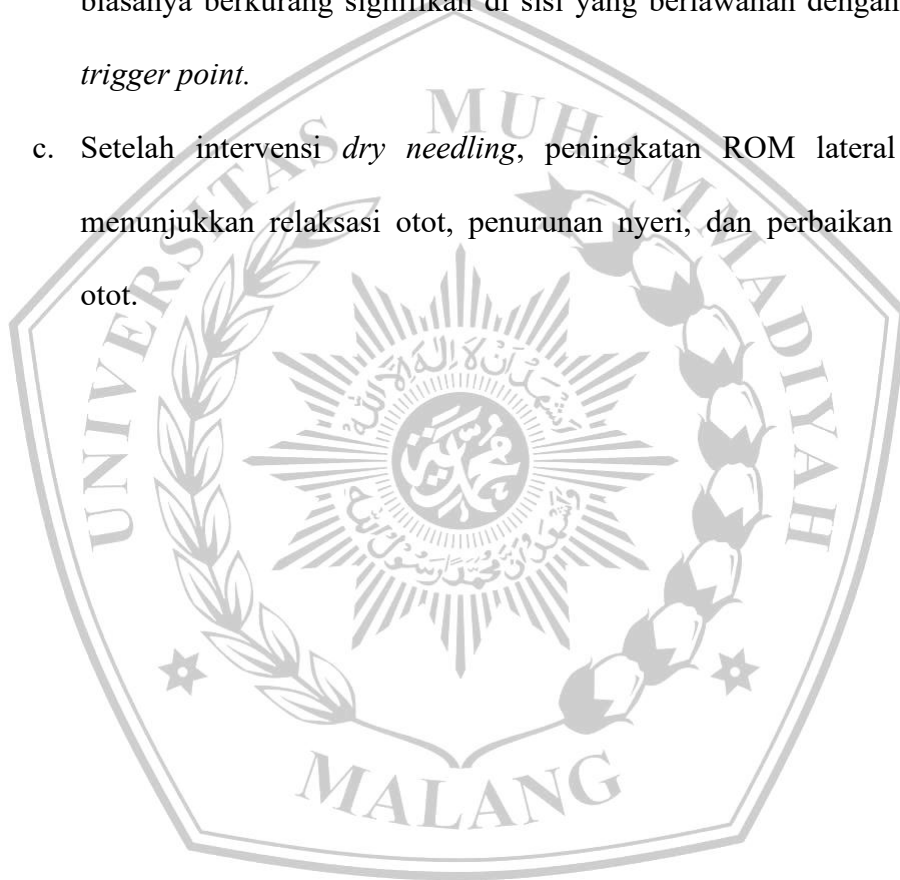 biasanya berkurang signifikan di sisi yang berlawanan dengan
trigger point.
c. Setelah intervensi dry needling, peningkatan ROM lateral
menunjukkan relaksasi otot, penurunan nyeri, dan perbaikan
otot.
UNIVERSITAS MUHAMMADIYAH
MALANG